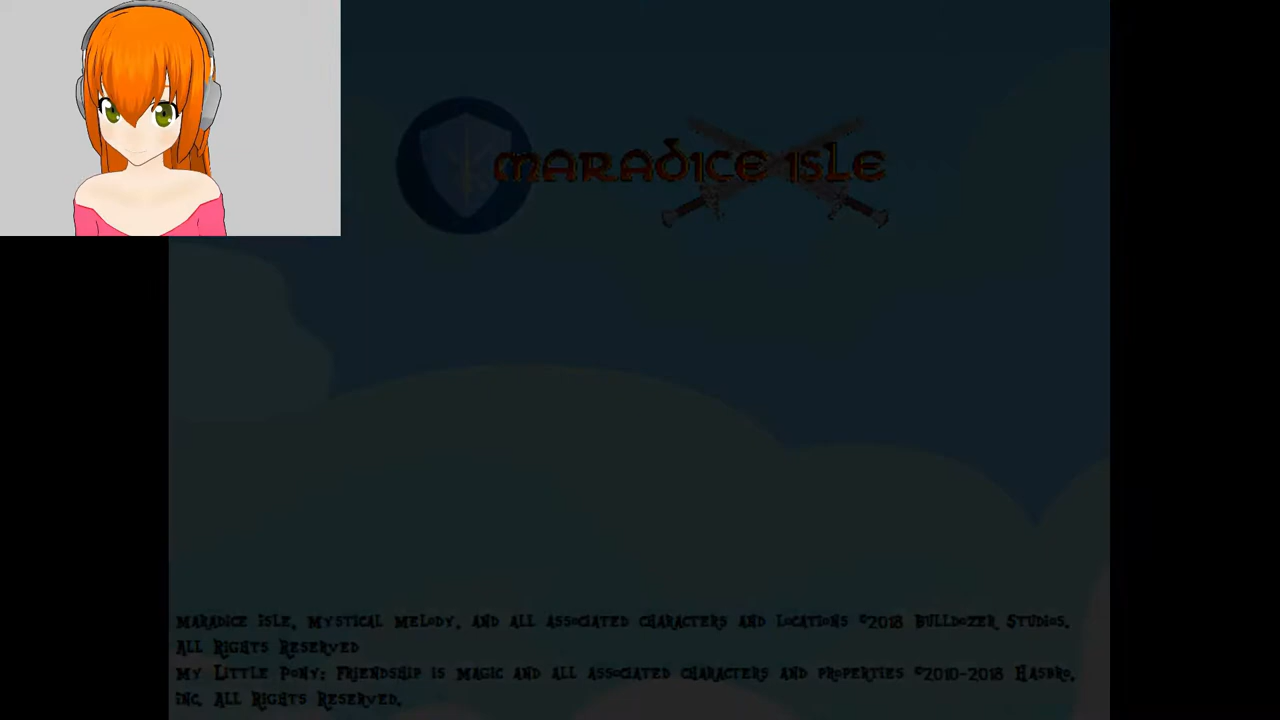 Maradice Isle
Maradice Isle, Mystical Melody, and all associated characters and locations ©2018 Bulldozer Studios.
All Rights Reserved
My Little Pony: Friendship is Magic and all associated characters and properties ©2010-2018 Hasbro,
Inc. All Rights Reserved.